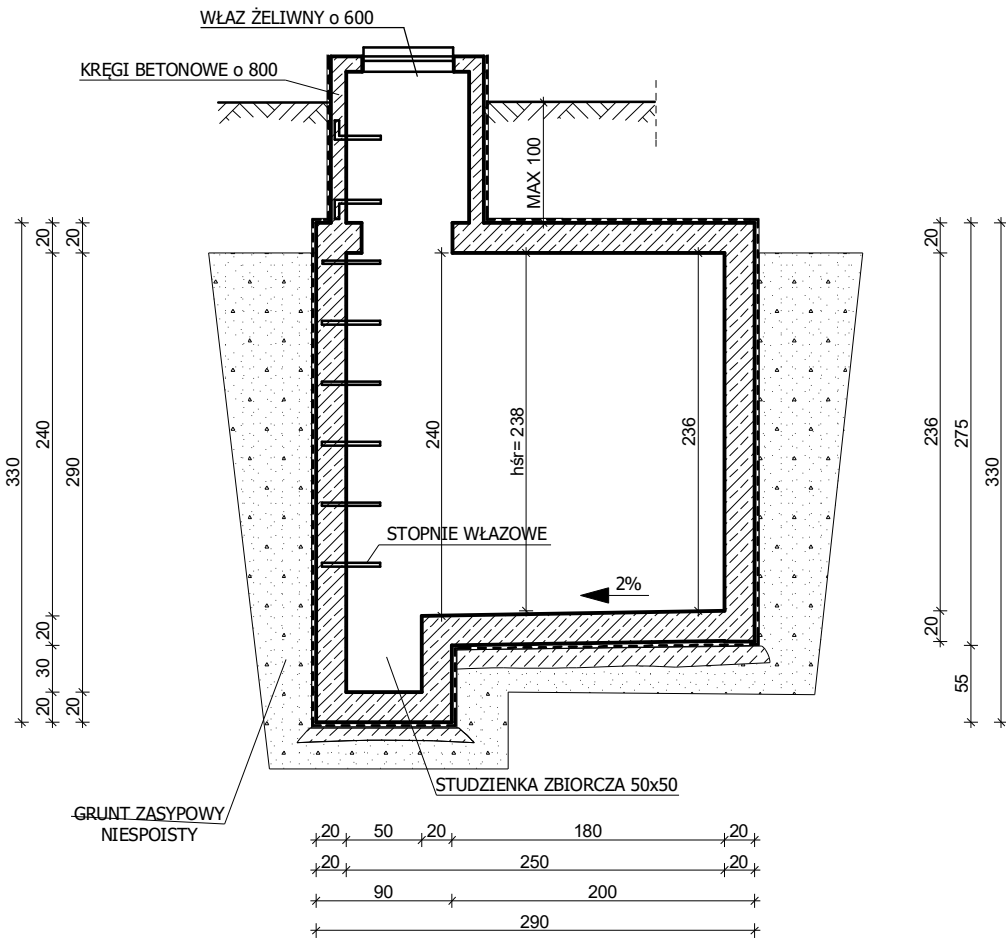 WŁAZ ŻELIWNY o 600
KRĘGI BETONOWE o 800
MAX 100
20
20
240
290
330
20
30
20
20
240
hśr= 238
236
STOPNIE WŁAZOWE
2%
20
236
275
330
20
55
STUDZIENKA ZBIORCZA 50x50
GRUNT ZASYPOWY
NIESPOISTY
20 50 20 180 20
20 250 20
90 200
290